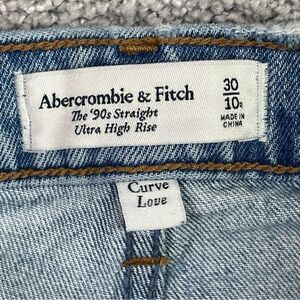 Abercrombie & Fitch
The '90s Straight
Ultra High Rise
30
10R
MADE IN
CHINA
Curve
Love